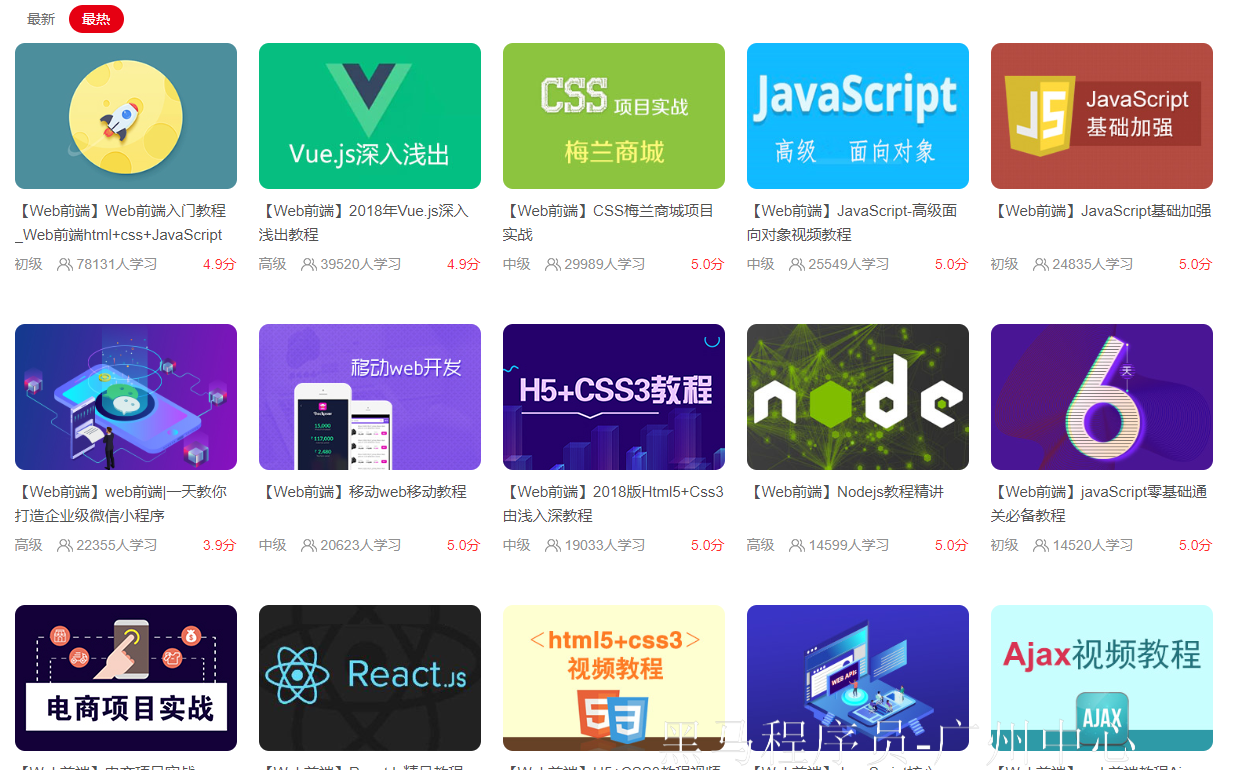 最新 最热
Vue.js深入浅出
CSS 项目实战
梅兰商城
JavaScript
高级 面向对象
JS
JavaScript
基础加强
【Web前端】Web前端入门教程
_Web前端html+css+JavaScript
初级 78131人学习 4.9分
【Web前端】2018年Vue.js深入
浅出教程
高级 39520人学习 4.9分
【Web前端】CSS梅兰商城项目
实战
中级 29989人学习 5.0分
【Web前端】JavaScript-高级面
向对象视频教程
中级 25549人学习 5.0分
【Web前端】JavaScript基础加强
初级 24835人学习 5.0分
移动web开发
15,000
117,000
2,480
H5+CSS3教程
node
6
天
【Web前端】web前端|一天教你
打造企业级微信小程序
高级 22355人学习 3.9分
【Web前端】移动web移动教程
中级 20623人学习 5.0分
【Web前端】2018版Html5+Css3
由浅入深教程
中级 19033人学习 5.0分
【Web前端】Nodejs教程精讲
高级 14599人学习 5.0分
【Web前端】javaScript零基础通
关必备教程
初级 14520人学习 5.0分
电商项目实战
React.js
<html5+css3>
视频教程
5 3
WEB APIs
Ajax视频教程
AJAX
黑马程序员-广州中心